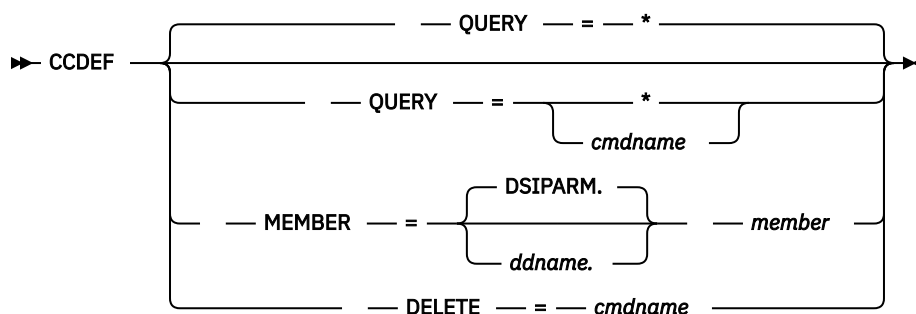 QUERY = *
CCDEF
QUERY = *
cmdname
DSIPARM.
MEMBER = member
ddname.
DELETE = cmdname